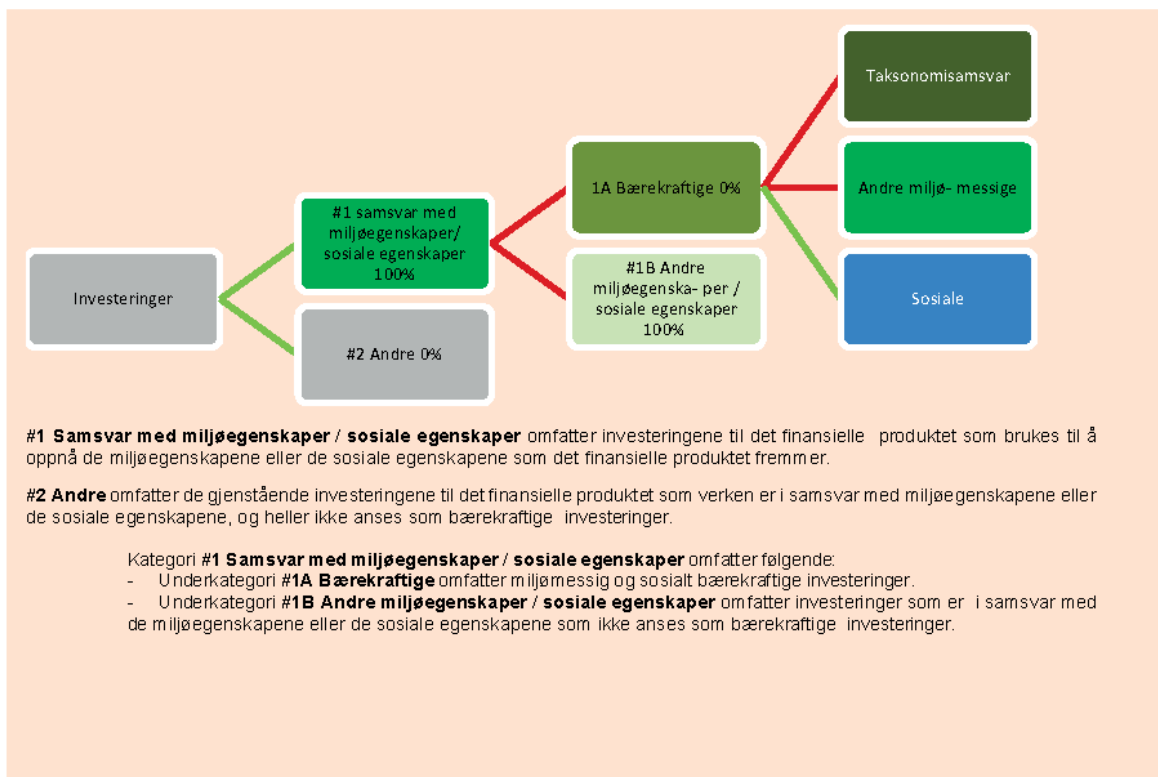 Taksonomisamsvar
1A Bærekraftige 0%
Andre miljø- messige
#1 samsvar med
miljøegenskaper/
sosiale egenskaper
100%
#1B Andre
miljøegenska- per /
sosiale egenskaper
100%
Investeringer
Sosiale
#2 Andre 0%
#1 Samsvar med miljøegenskaper / sosiale egenskaper omfatter investeringene til det finansielle produktet som brukes til å
oppnå de miljøegenskapene eller de sosiale egenskapene som det finansielle produktet fremmer.
#2 Andre omfatter de gjenstående investeringene til det finansielle produktet som verken er i samsvar med miljøegenskapene eller
de sosiale egenskapene, og heller ikke anses som bærekraftige investeringer.
Kategori #1 Samsvar med miljøegenskaper / sosiale egenskaper omfatter følgende:
- Underkategori #1A Bærekraftige omfatter miljømessig og sosialt bærekraftige investeringer.
- Underkategori #1B Andre miljøegenskaper / sosiale egenskaper omfatter investeringer som er i samsvar med
de miljøegenskapene eller de sosiale egenskapene som ikke anses som bærekraftige investeringer.